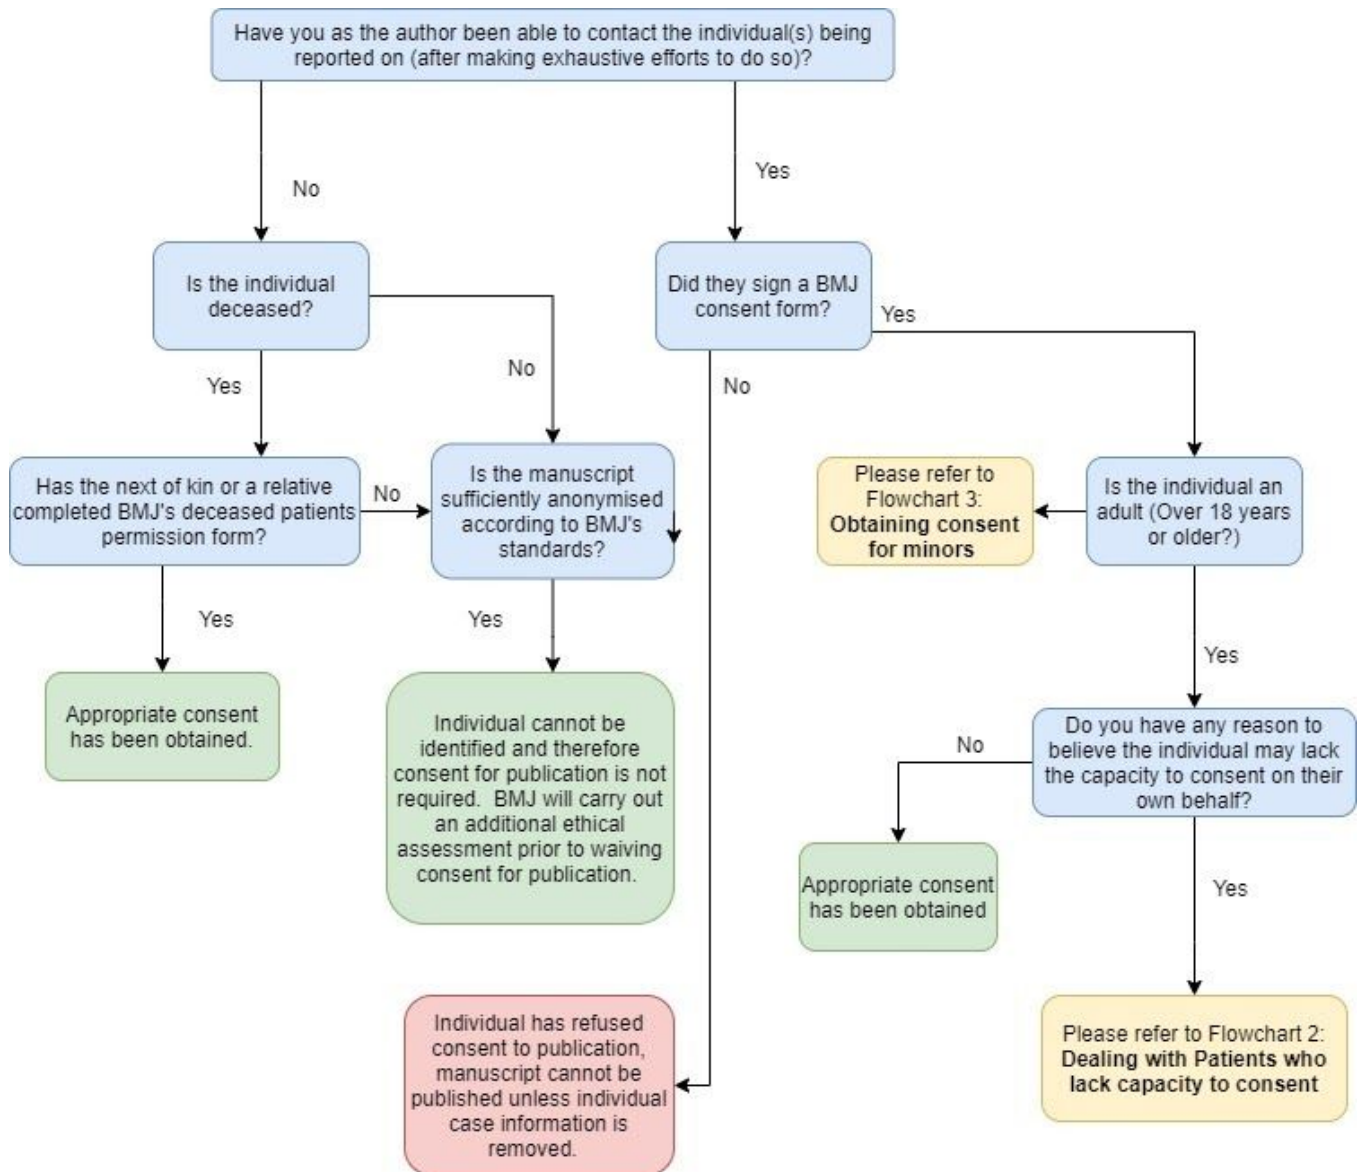 Have you as the author been able to contact the individual(s) being
reported on (after making exhaustive efforts to do so)?
No
Yes
Is the individual
deceased?
Did they sign a BMJ
consent form?
Yes
No
Yes
No
Has the next of kin or a relative
completed BMJ's deceased patients
permission form?
No
Is the manuscript
sufficiently anonymised
according to BMJ's
standards?
Please refer to
Flowchart 3:
Obtaining consent
for minors
Is the individual an
adult (Over 18 years
or older?)
Yes
Yes
Yes
Appropriate consent
has been obtained.
Individual cannot be
identified and therefore
consent for publication is not
required. BMJ will carry out
an additional ethical
assessment prior to waiving
consent for publication.
No
Do you have any reason to
believe the individual may lack
the capacity to consent on their
own behalf?
Appropriate consent
has been obtained
Yes
Individual has refused
consent to publication,
manuscript cannot be
published unless individual
case information is
removed.
Please refer to Flowchart 2:
Dealing with Patients who
lack capacity to consent